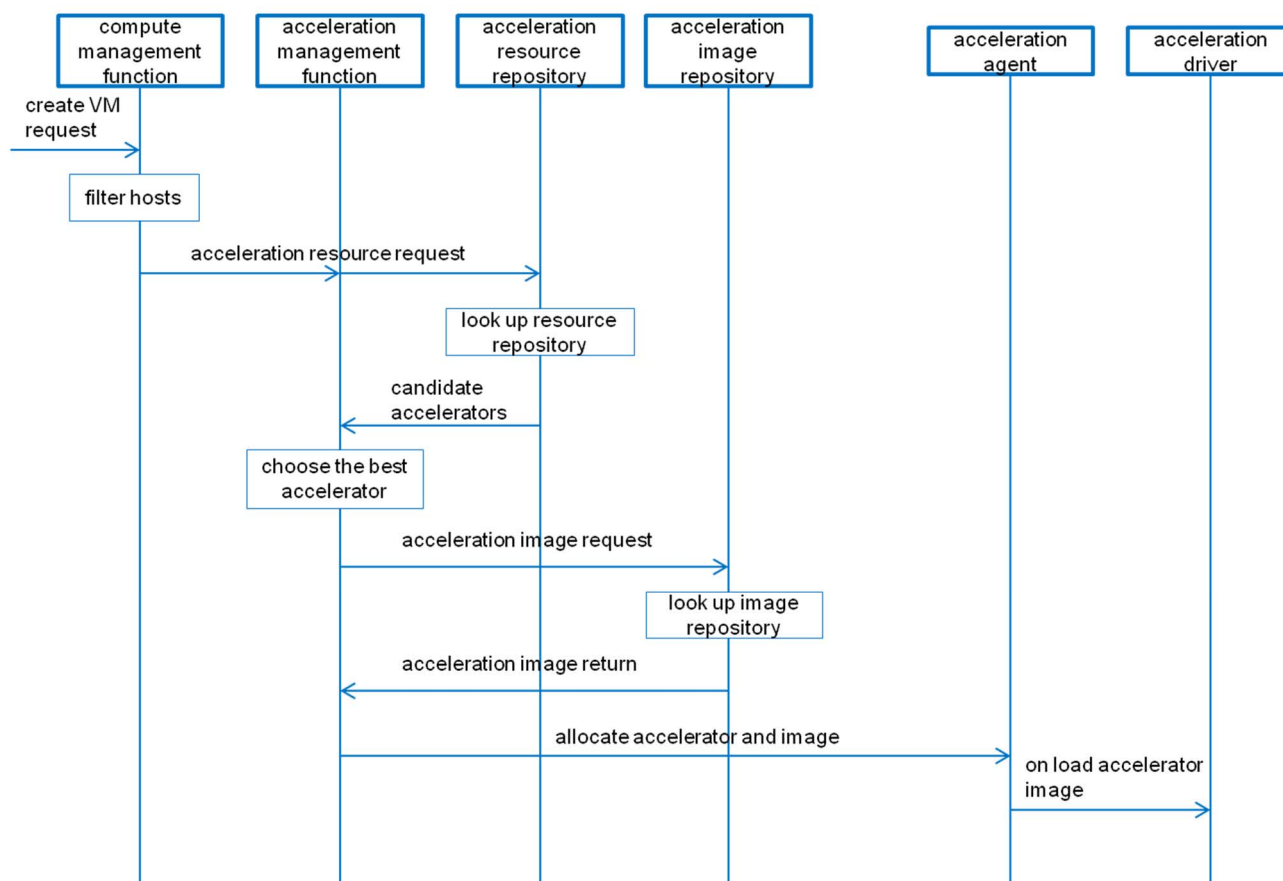 compute
management
function
acceleration
management
function
acceleration
resource
repository
acceleration
image
repository
acceleration
agent
acceleration
driver
create VM
request
filter hosts
acceleration resource request
look up resource
repository
candidate
accelerators
choose the best
accelerator
acceleration image request
look up image
repository
acceleration image return
allocate accelerator and image
on load accelerator
image